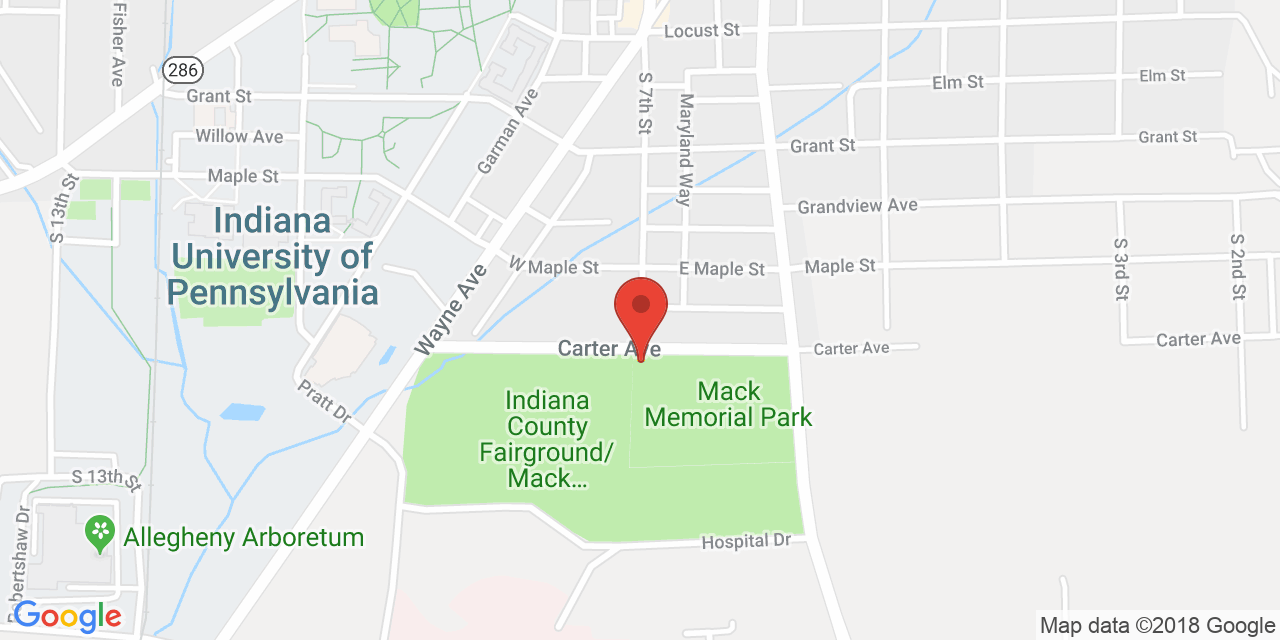 Locust St
Fisher Ave
286
Grant St
Garman Ave
S 7th St
Maryland Way
Elm St
Elm St
Willow Ave
Grant St
Grant St
Maple St
S 13th St
Indiana
University of
Pennsylvania
Grandview Ave
W Maple St
E Maple St
Maple St
S 3rd St
S 2nd St
Wayne Ave
Carter Ave
Carter Ave
Carter Ave
Pratt Dr
Indiana
County
Fairground/
Mack...
Mack
Memorial Park
S 13th St
Robertshaw Dr
Allegheny Arboretum
Hospital Dr
Google
Map data ©2018 Google